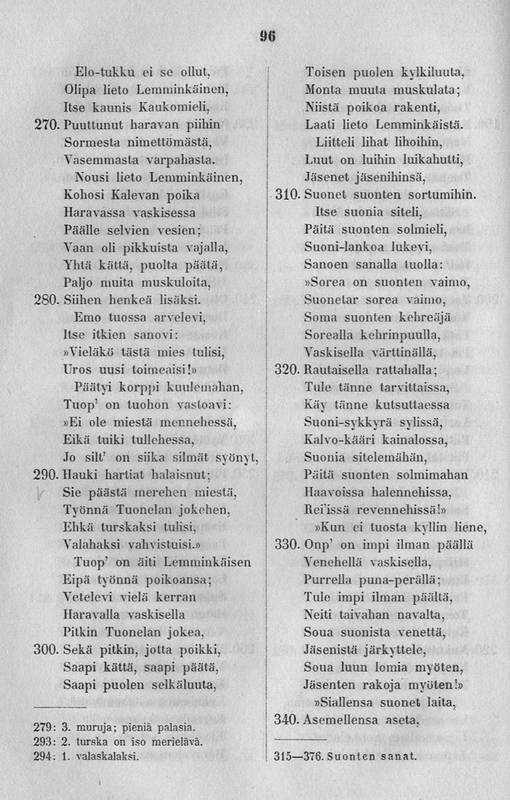 96
Elo-tukku ei se ollut,
Olipa lieto Lemminkäinen,
Itse kaunis Kaukomieli,
270. Puuttunut haravan piihin
Sormesta nimettömästä,
Vasemmasta varpahasta.
Nousi lieto Lemminkäinen,
Kohosi Kalevan poika
Haravassa vaskisessa
Päälle selvien vesien;
Vaan oli pikkuista vajalla,
Yhtä kättä, puolta päätä,
Paljo muita muskuloita,
280. Siihen henkeä lisäksi.
Emo tuossa arvelevi,
Itse itkien sanovi:
»Vieläkö tästä mies tulisi,
Uros uusi toimeaisi!»
Päätyi korppi kuulemahan,
Tuop' on tuohon vastoavi:
»Ei ole miestä mennehessä,
Eikä tuiki tullehessa,
Jo silt' on siika silmät syönyt,
290. Hauki hartiat halaisnut;
Sie päästä merehen miestä,
Työnnä Tuonelan jokehen,
Ehkä turskaksi tulisi,
Valahaksi vahvistuisi.»
Tuop' on äiti Lemminkäisen
Eipä työnnä poikoansa;
Vetelevi vielä kerran
Haravalla vaskisella
Pitkin Tuonelan jokea,
300. Sekä pitkin, jotta poikki,
Saapi kättä, saapi päätä,
Saapi puolen selkäluuta,
279: 3. muruja; pieniä palasia.
293: 2. turska on iso merielävä.
294: 1. valaskalaksi.
Toisen puolen kylkiluuta,
Monta muuta muskulata;
Niistä poikoa rakenti,
Laati lieto Lemminkäistä.
Liitteli lihat lihoihin,
Luut on luihin luikahutti,
Jäsenet jäsenihinsä,
310. Suonet suonten sortumihin.
Itse suonia siteli,
Päitä suonten solmieli,
Suoni-lankoa lukevi,
Sanoen sanalla tuolla:
»Sorea on suonten vaimo,
Suonetar sorea vaimo,
Soma suonten kehreäjä
Sorealla kehrinpuulla,
Vaskisella värttinällä,
320. Rautaisella rattahalla;
Tule tänne tarvittaissa,
Käy tänne kutsuttaessa
Suoni-sykkyrä sylissä,
Kalvo-kääri kainalossa,
Suonia sitelemähän,
Päitä suonten solmimahan
Haavoissa halennehissa,
Rei'issä revennehissä!»
»Kun ei tuosta kyllin liene,
330. Onp' on impi ilman päällä
Venehellä vaskisella,
Purrella puna-perällä;
Tule impi ilman päältä,
Neiti taivahan navalta,
Soua suonista venettä,
Jäsenistä järkyttele,
Soua luun lomia myöten,
Jäsenten rakoja myöten!»
»Siallensa suonet laita,
340. Asemellensa aseta,
315—376. Suonten sanat.